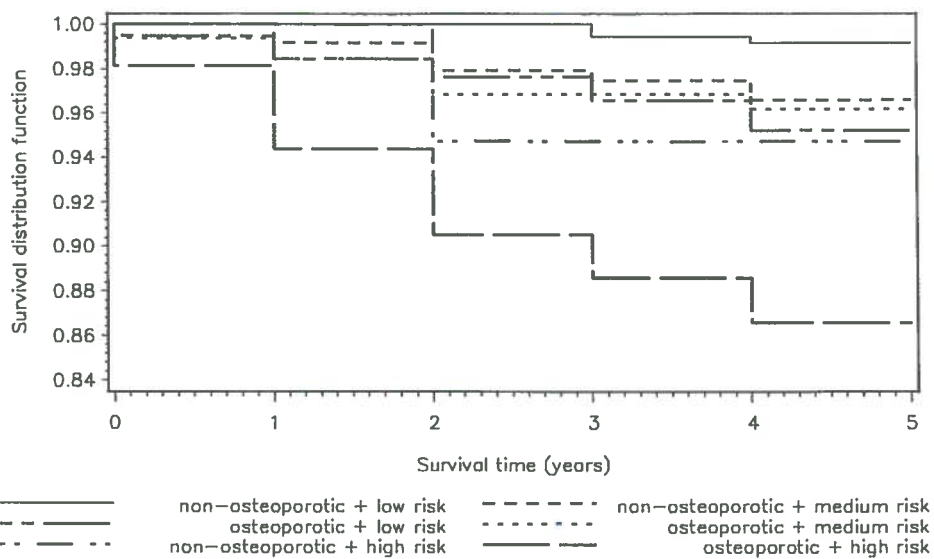 Survival distribution function
1.00
0.98
0.96
0.94
0.92
0.90
0.88
0.86
0.84
0 1 2 3 4 5
Survival time (years)
non-osteoporotic + low risk
osteoporotic + low risk
non-osteoporotic + high risk
non-osteoporotic + medium risk
osteoporotic + medium risk
osteoporotic + high risk